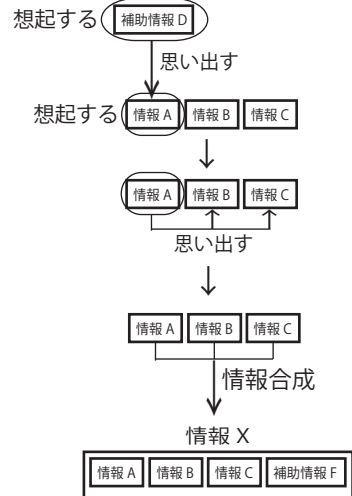 想起する 補助情報 D
思い出す
想起する 情報 A 情報 B 情報 C
情報 A 情報 B 情報 C
思い出す
情報 A 情報 B 情報 C
情報合成
情報 X
情報 A 情報 B 情報 C 補助情報 F